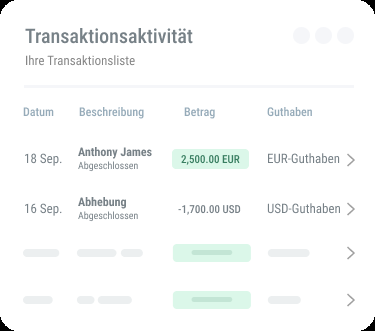 Transaktionsaktivität
Ihre Transaktionsliste
Datum Beschreibung Betrag Guthaben
18 Sep. Anthony James 2,500.00 EUR EUR-Guthaben
Abgeschlossen
16 Sep. Abhebung -1,700.00 USD USD-Guthaben
Abgeschlossen